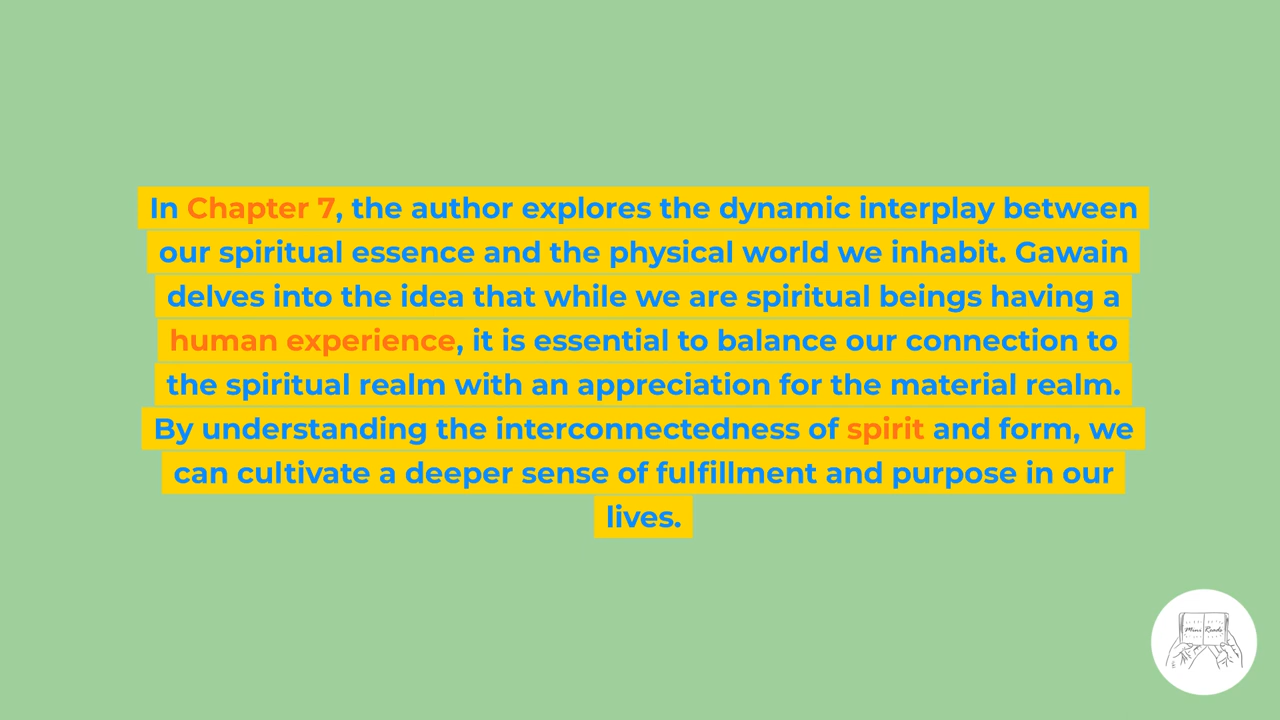 In Chapter 7, the author explores the dynamic interplay between
our spiritual essence and the physical world we inhabit. Gawain
delves into the idea that while we are spiritual beings having a
human experience, it is essential to balance our connection to
the spiritual realm with an appreciation for the material realm.
By understanding the interconnectedness of spirit and form, we
can cultivate a deeper sense of fulfillment and purpose in our
lives.
Mini Reads